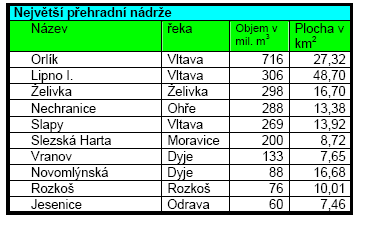 Největší přehradní nádrže
Název řeka Objem v mil. m³ Plocha v km²
Orlík Vltava 716 27,32
Lipno I. Vltava 306 48,70
Želivka Želivka 298 16,70
Nechranice Ohře 288 13,38
Slapy Vltava 269 13,92
Slezská Harta Moravice 200 8,72
Vranov Dyje 133 7,65
Novomlýnská Dyje 88 16,68
Rozkoš Rozkoš 76 10,01
Jesenice Odrava 60 7,46